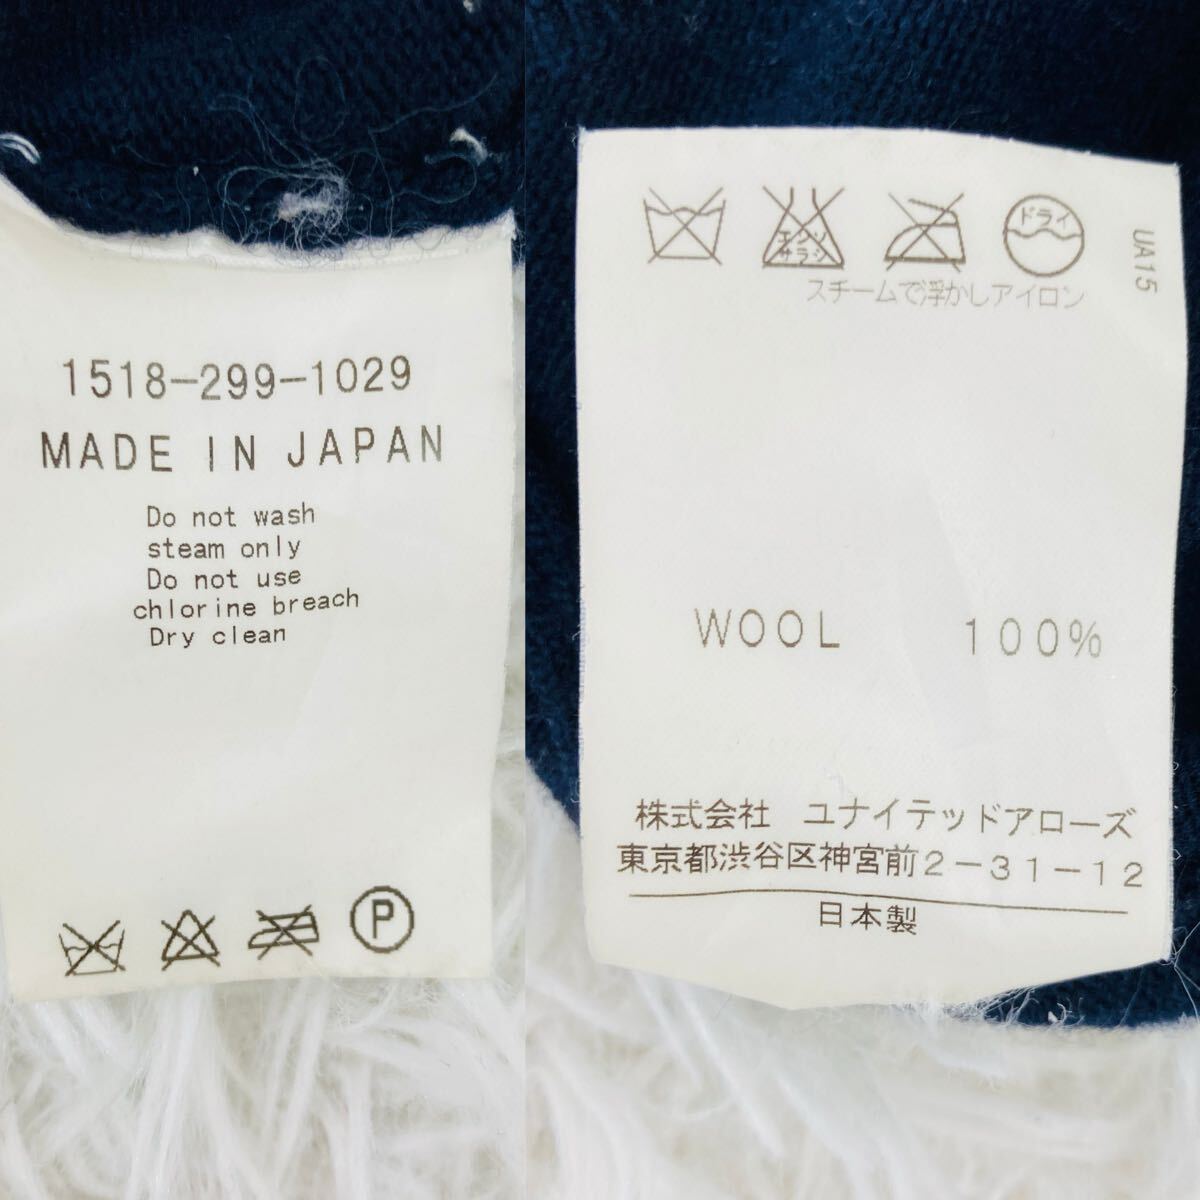 1518-299-1029
MADE IN JAPAN
Do not wash
steam only
Do not use
chlorine breach
Dry clean
P
エンソ
サラシ
ドライ
スチームで浮かしアイロン
UA15
WOOL 100%
株式会社 ユナイテッドアローズ
東京都渋谷区神宮前2-31-12
日本製